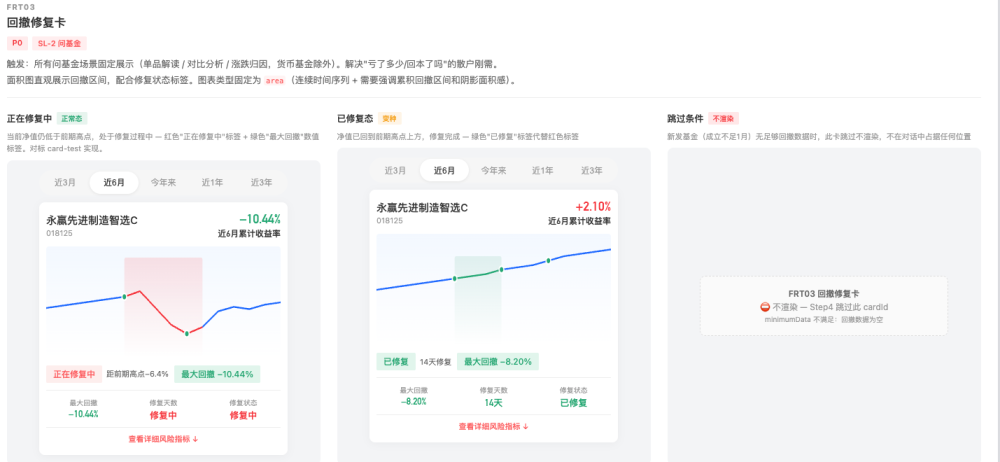 FRT03
回撤修复卡
P0 SL-2 问基金
触发：所有问基金场景固定展示（单品解读 / 对比分析 / 涨跌归因，货币基金除外）。解决"亏了多少/回本了吗"的散户刚需。
面积图直观展示回撤区间，配合修复状态标签。图表类型固定为 area（连续时间序列 + 需要强调累积回撤区间和阴影面积感）。
正在修复中 正常态
当前净值仍低于前期高点，处于修复过程中 — 红色"正在修复中"标签 + 绿色"最大回撤"数值
标签。对标 card-test 实现。
近3月 近6月 今年来 近1年 近3年
永赢先进制造智选C −10.44%
018125 近6月累计收益率
正在修复中 距前期高点−6.4% 最大回撤 −10.44%
最大回撤 修复天数 修复状态
−10.44% 修复中 修复中
查看详细风险指标 ↓
已修复态 变种
净值已回到前期高点上方，修复完成 — 绿色"已修复"标签代替红色标签
近3月 近6月 今年来 近1年 近3年
永赢先进制造智选C +2.10%
018125 近6月累计收益率
已修复 14天修复 最大回撤 −8.20%
最大回撤 修复天数 修复状态
−8.20% 14天 已修复
查看详细风险指标 ↓
跳过条件 不渲染
新发基金（成立不足1月）无足够回撤数据时，此卡跳过不渲染，不在对话中占据任何位置
FRT03 回撤修复卡
⛔ 不渲染 — Step4 跳过此 cardId
minimumData 不满足：回撤数据为空